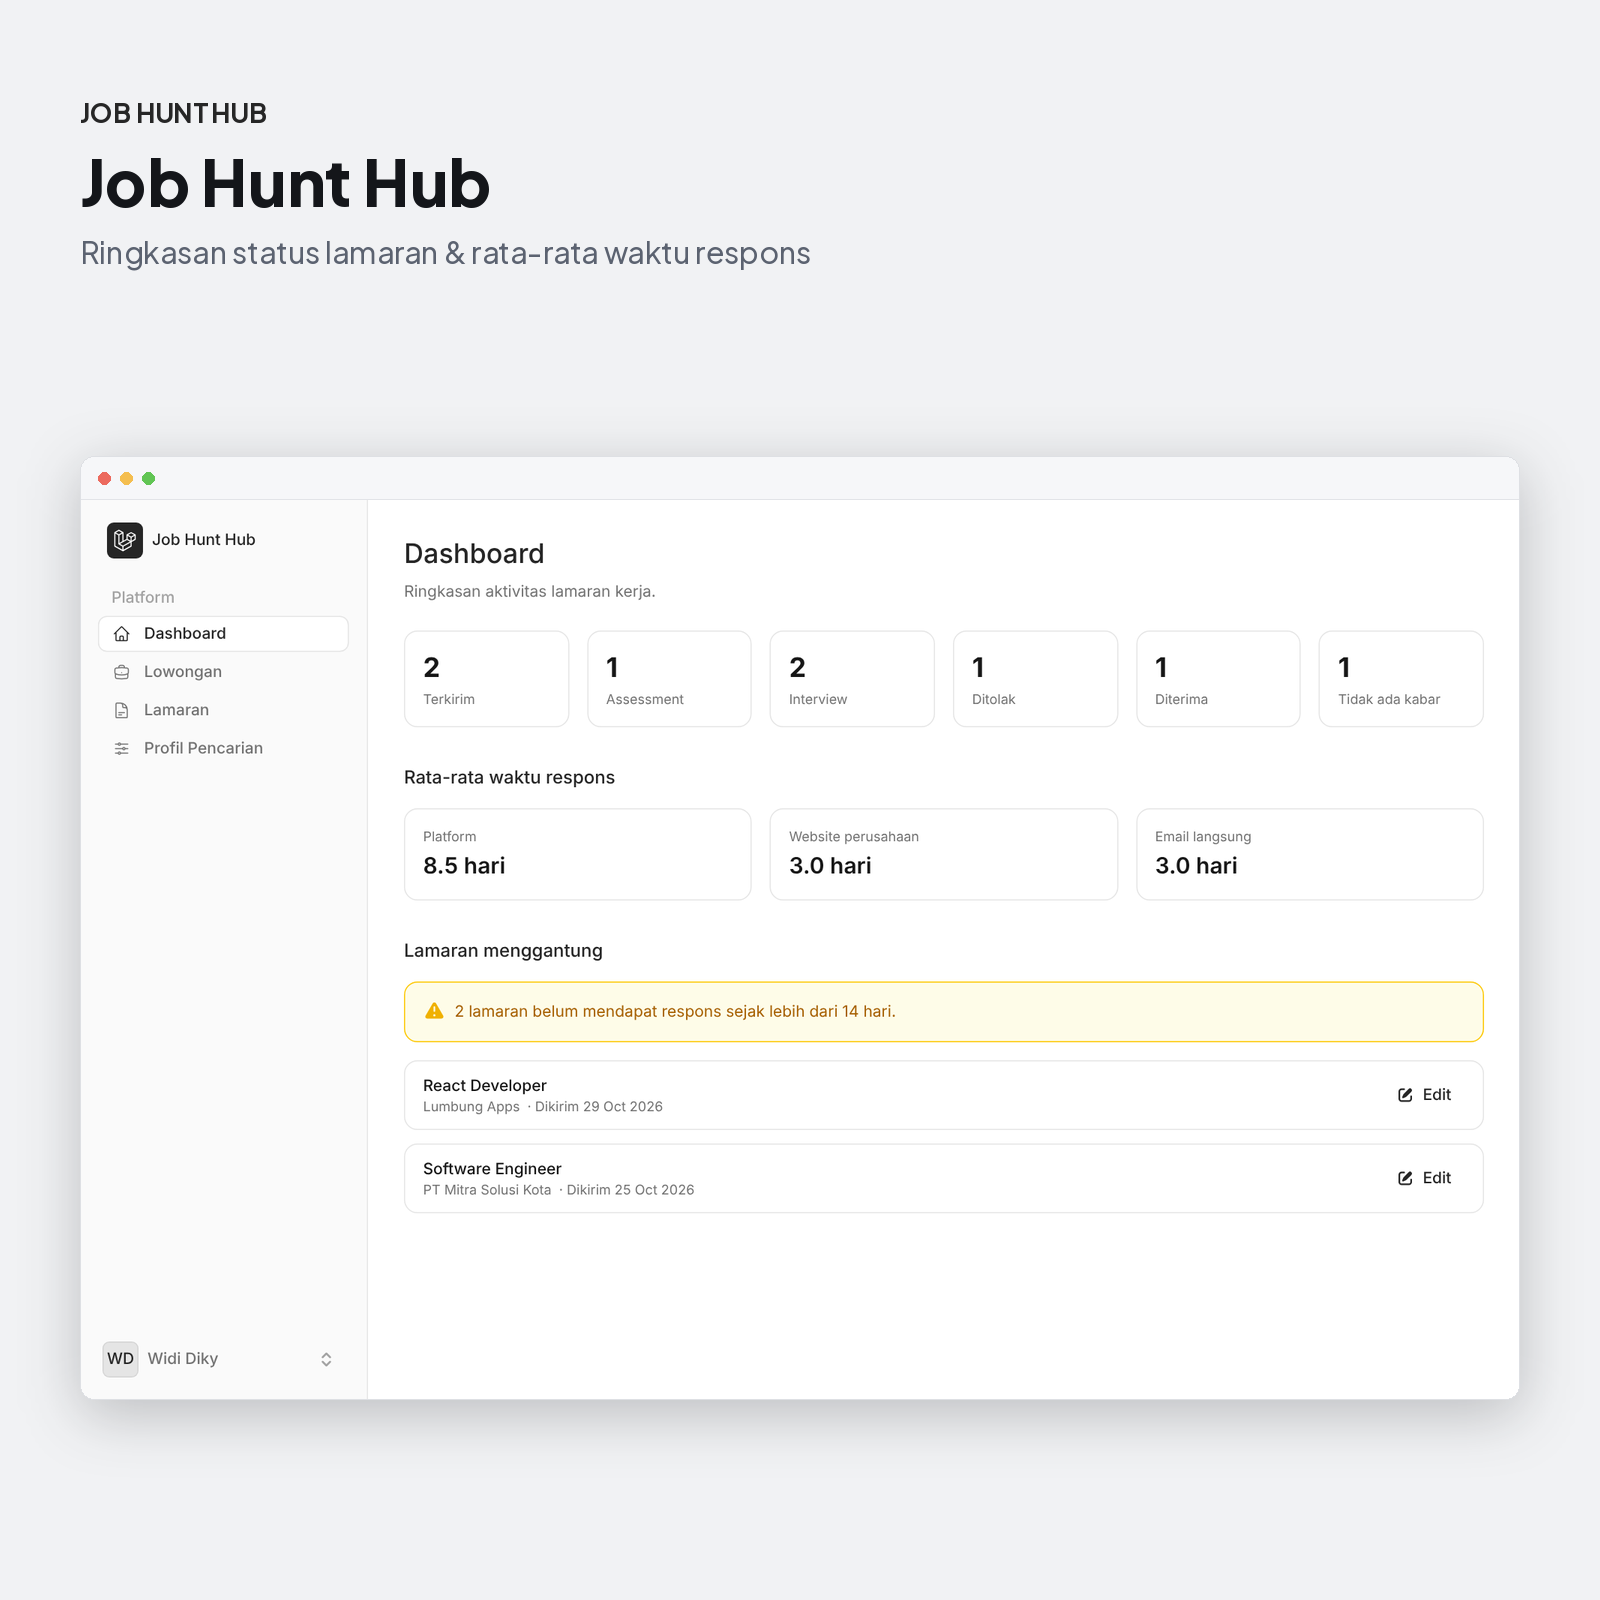 JOB HUNT HUB
Job Hunt Hub
Ringkasan status lamaran & rata-rata waktu respons
Job Hunt Hub
Platform
Dashboard
Lowongan
Lamaran
Profil Pencarian
WD Widi Diky
Dashboard
Ringkasan aktivitas lamaran kerja.
2
Terkirim
1
Assessment
2
Interview
1
Ditolak
1
Diterima
1
Tidak ada kabar
Rata-rata waktu respons
Platform
8.5 hari
Website perusahaan
3.0 hari
Email langsung
3.0 hari
Lamaran menggantung
2 lamaran belum mendapat respons sejak lebih dari 14 hari.
React Developer
Lumbung Apps · Dikirim 29 Oct 2026
Edit
Software Engineer
PT Mitra Solusi Kota · Dikirim 25 Oct 2026
Edit